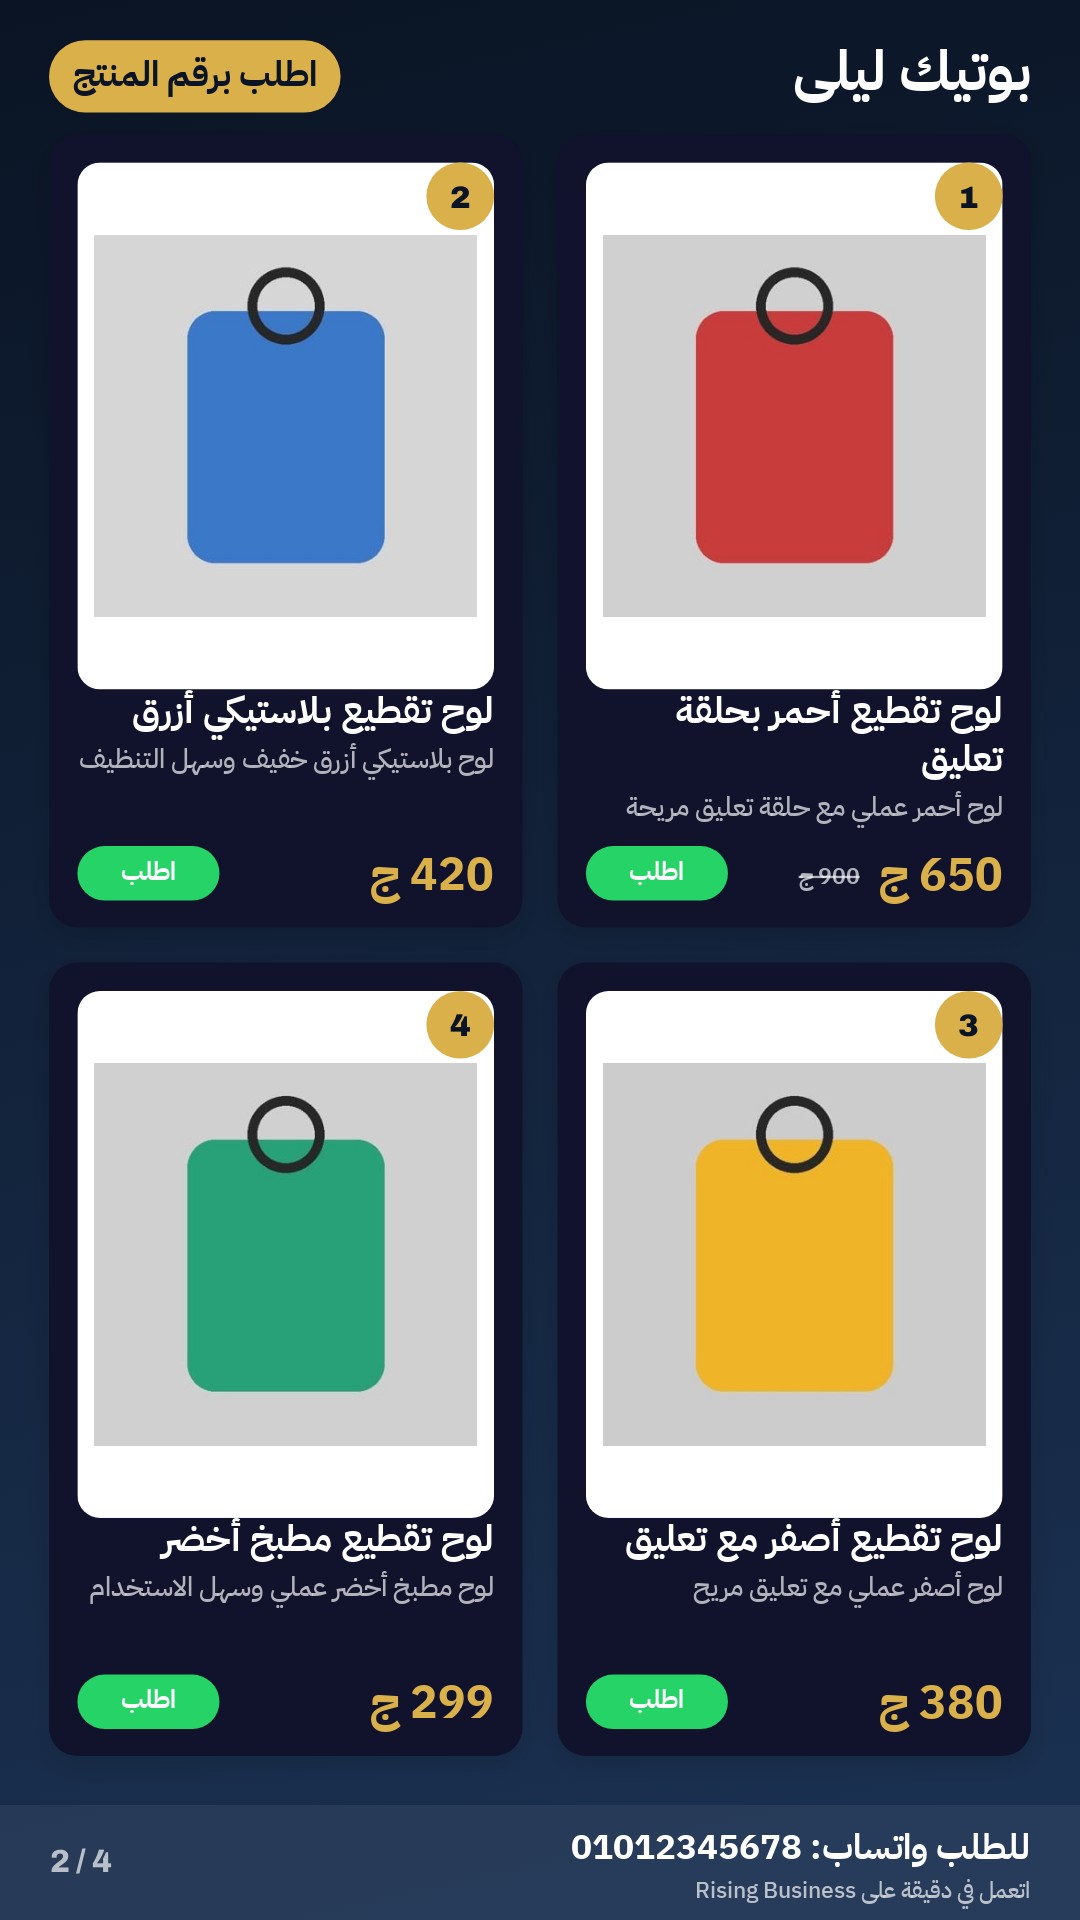 بوتيك ليلى
اطلب برقم المنتج
1
لوح تقطيع أحمر بحلقة
تعليق
لوح أحمر عملي مع حلقة تعليق مريحة
650 ج
900 ج
اطلب
2
لوح تقطيع بلاستيكي أزرق
لوح بلاستيكي أزرق خفيف وسهل التنظيف
420 ج
اطلب
3
لوح تقطيع أصفر مع تعليق
لوح أصفر عملي مع تعليق مريح
380 ج
اطلب
4
لوح تقطيع مطبخ أخضر
لوح مطبخ أخضر عملي وسهل الاستخدام
299 ج
اطلب
للطلب واتساب: 01012345678
اتعمل في دقيقة على Rising Business
2 / 4